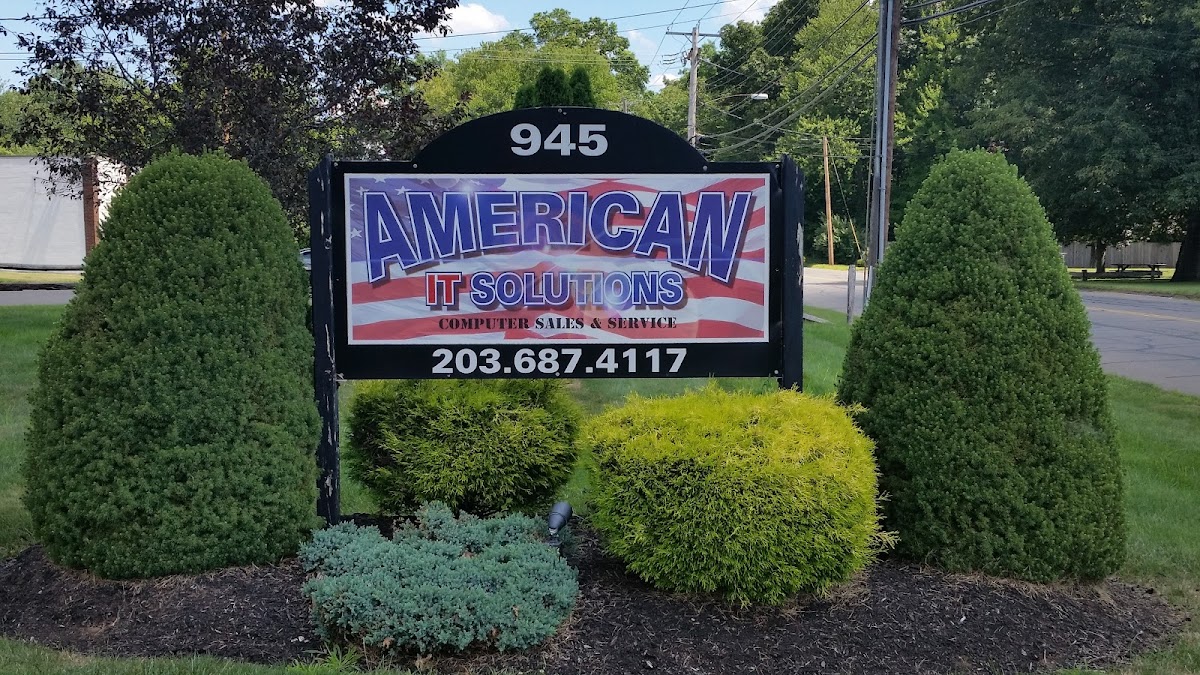 945
AMERICAN
IT SOLUTIONS
COMPUTER SALES & SERVICE
203.687.4117